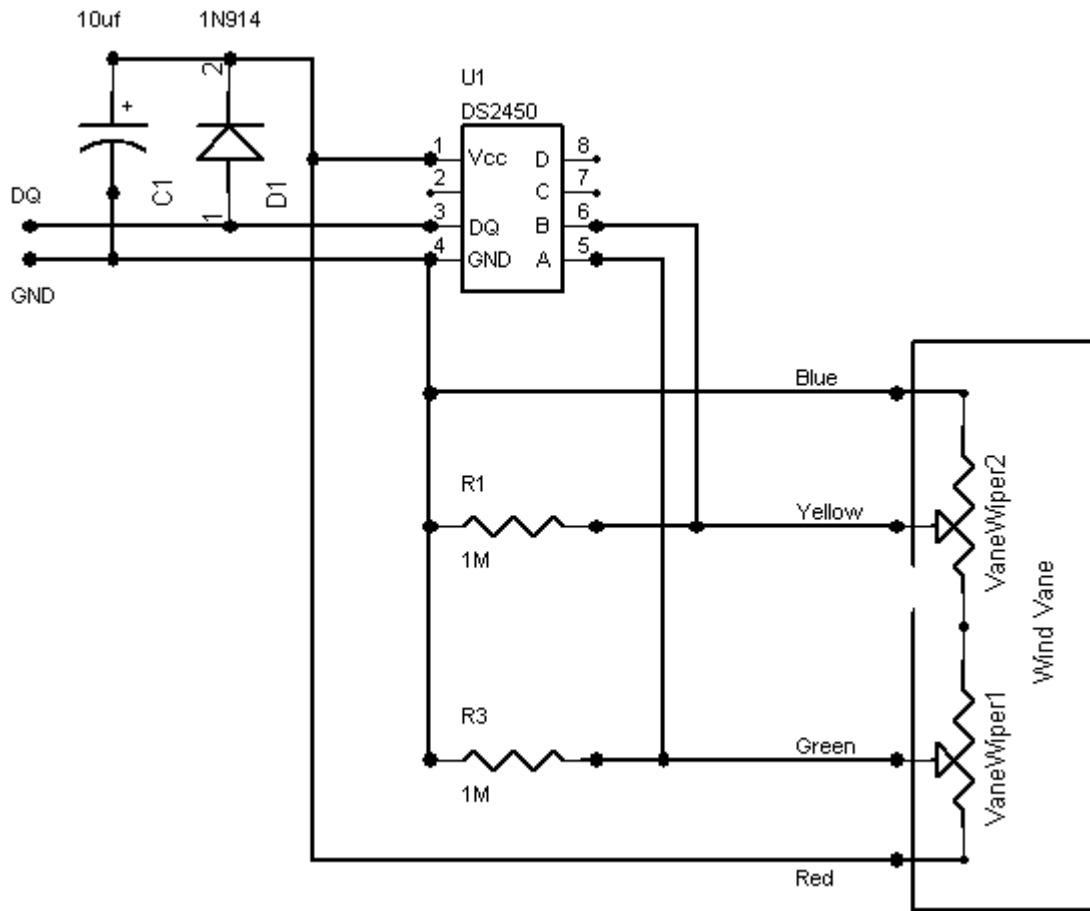 10uf
1N914
2
U1
DS2450
+
1
Vcc
D
8
2
C
7
DQ
C1
1
D1
3
DQ
B
6
4
GND
A
5
GND
Blue
R1
Yellow
1M
VaneWiper2
Wind Vane
R3
Green
1M
VaneWiper1
Red